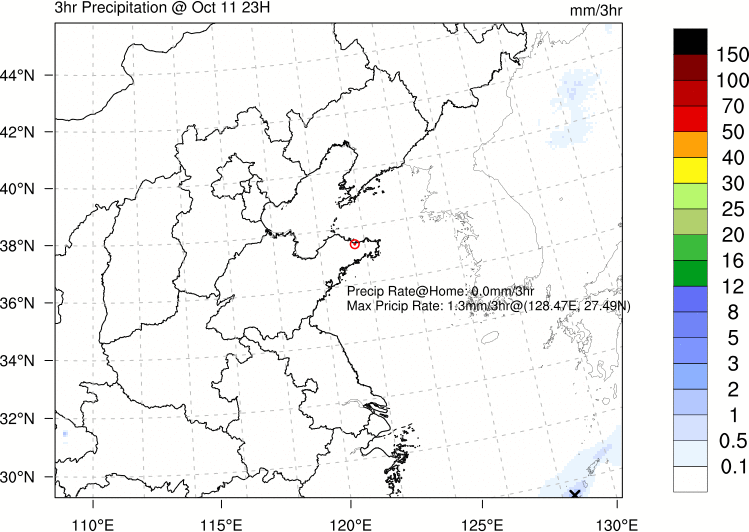 3hr Precipitation @ Oct 11 23H
mm/3hr
44°N
42°N
40°N
38°N
36°N
34°N
32°N
30°N
Precip Rate@Home: 0.0mm/3hr
Max Pricip Rate: 1.3mm/3hr@(128.47E, 27.49N)
110°E
115°E
120°E
125°E
130°E
150
100
70
50
40
30
25
20
16
12
8
5
3
2
1
0.5
0.1